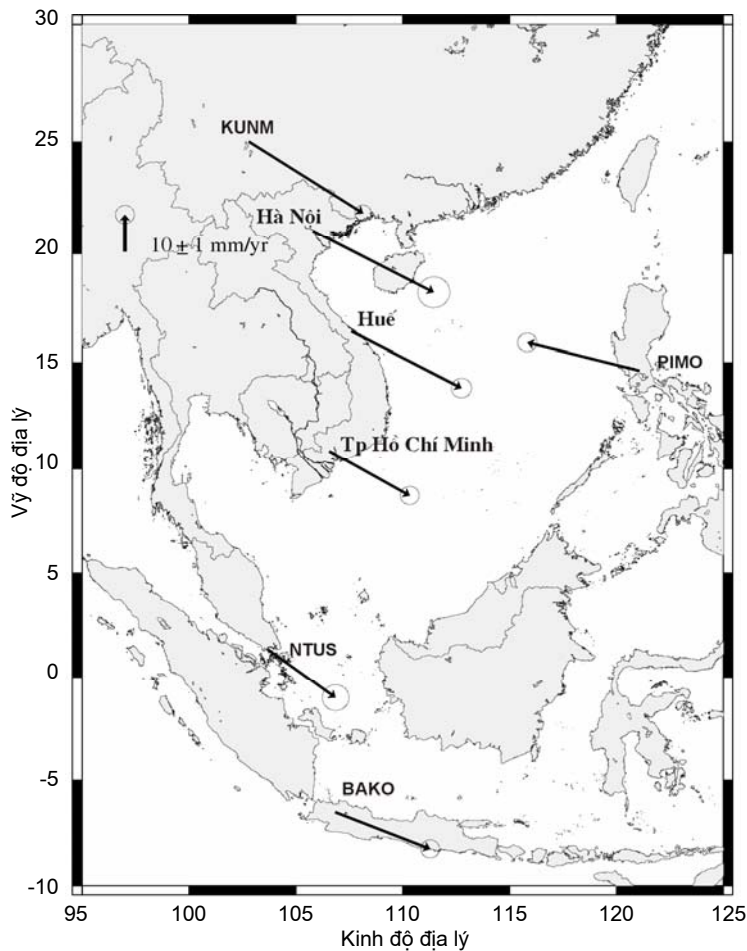 30
KUNM
25
Hà Nôi
20
10 ± 1 mm/yr
Huế
15
PIMO
Tp Hồ Chí Minh
10
Vỹ độ địa lý
5
NTUS
0
-5
BAKO
-10
95 100 105 110 115 120 125
Kinh độ địa lý